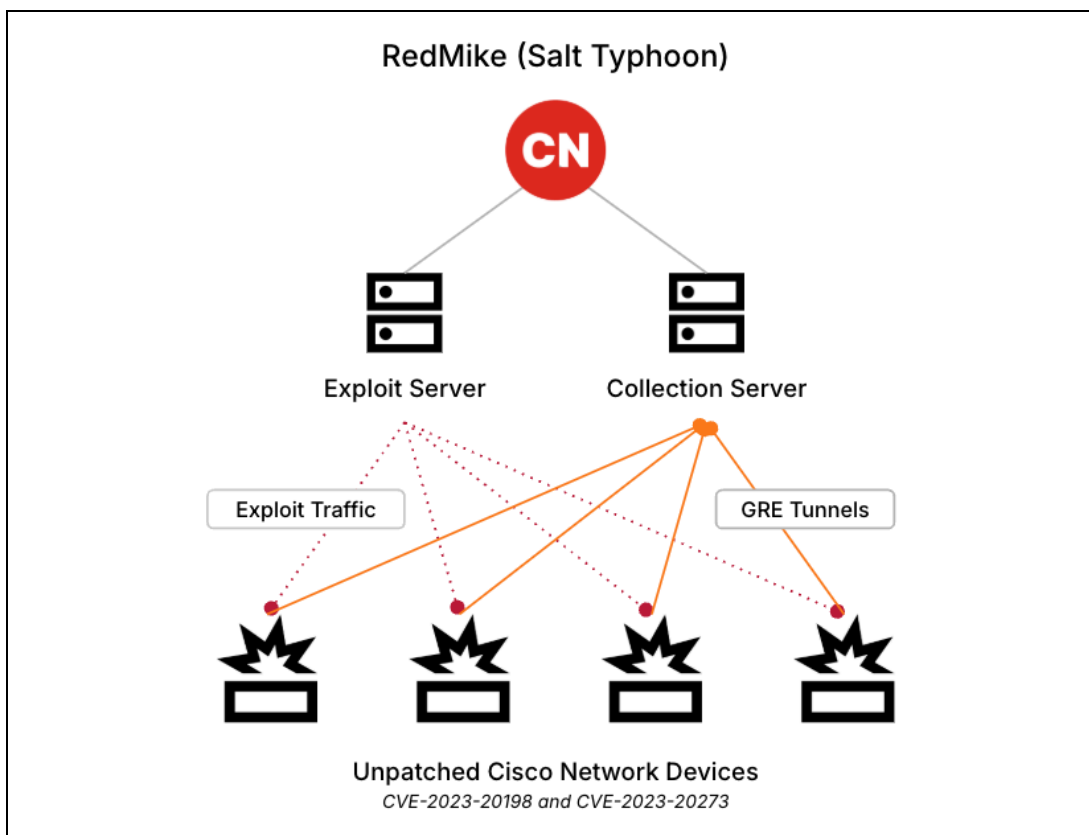 RedMike (Salt Typhoon)
CN
Exploit Server
Collection Server
Exploit Traffic
GRE Tunnels
Unpatched Cisco Network Devices
CVE-2023-20198 and CVE-2023-20273